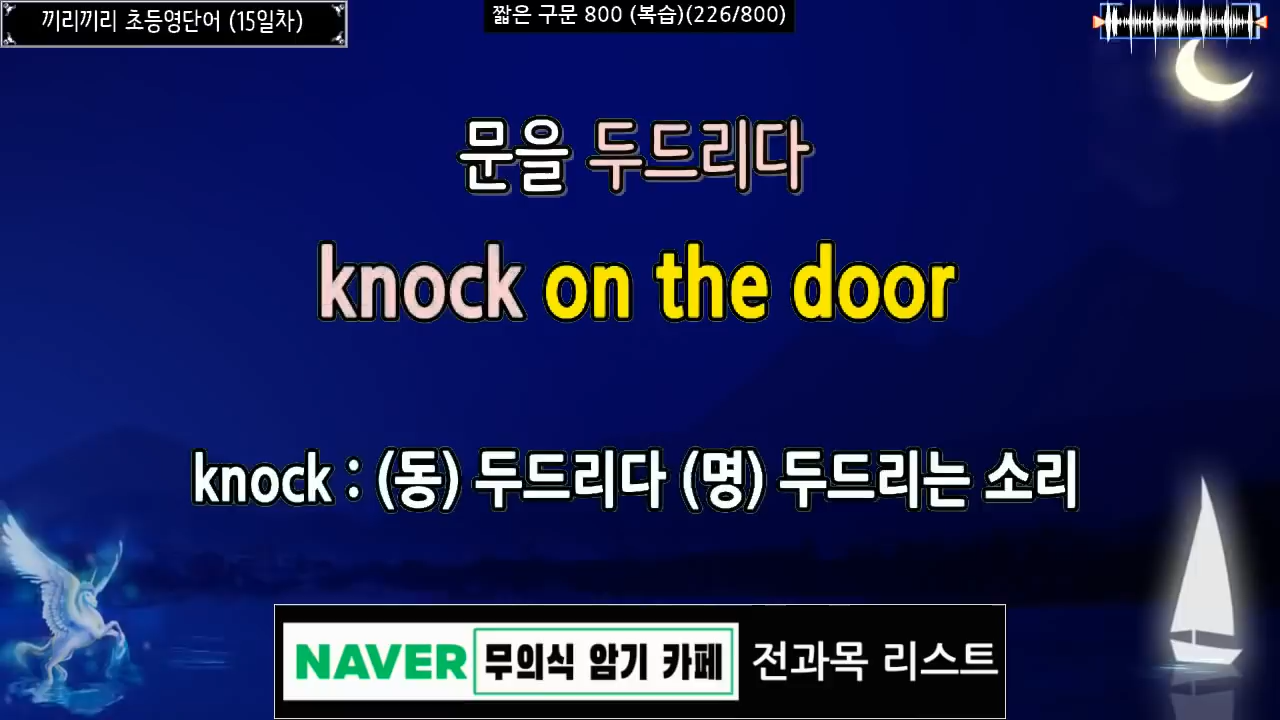 끼리끼리 초등영단어 (15일차)
짧은 구문 800 (복습)(226/800)
문을 두드리다
knock on the door
knock : (동) 두드리다 (명) 두드리는 소리
NAVER 무의식 암기 카페 전과목 리스트